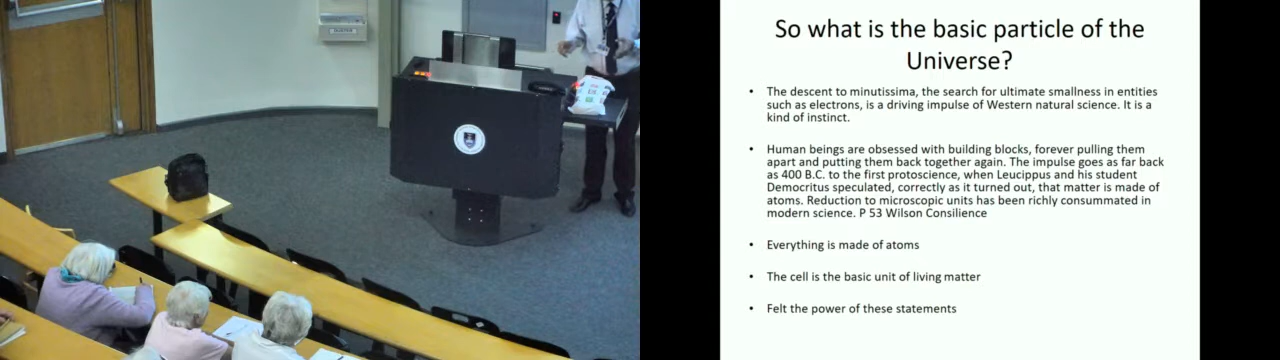 So what is the basic particle of the
Universe?
• The descent to minutissima, the search for ultimate smallness in entities
such as electrons, is a driving impulse of Western natural science. It is a
kind of instinct.
• Human beings are obsessed with building blocks, forever pulling them
apart and putting them back together again. The impulse goes as far back
as 400 B.C. to the first protoscience, when Leucippus and his student
Democritus speculated, correctly as it turned out, that matter is made of
atoms. Reduction to microscopic units has been richly consummated in
modern science. P 53 Wilson Consilience
• Everything is made of atoms
• The cell is the basic unit of living matter
• Felt the power of these statements